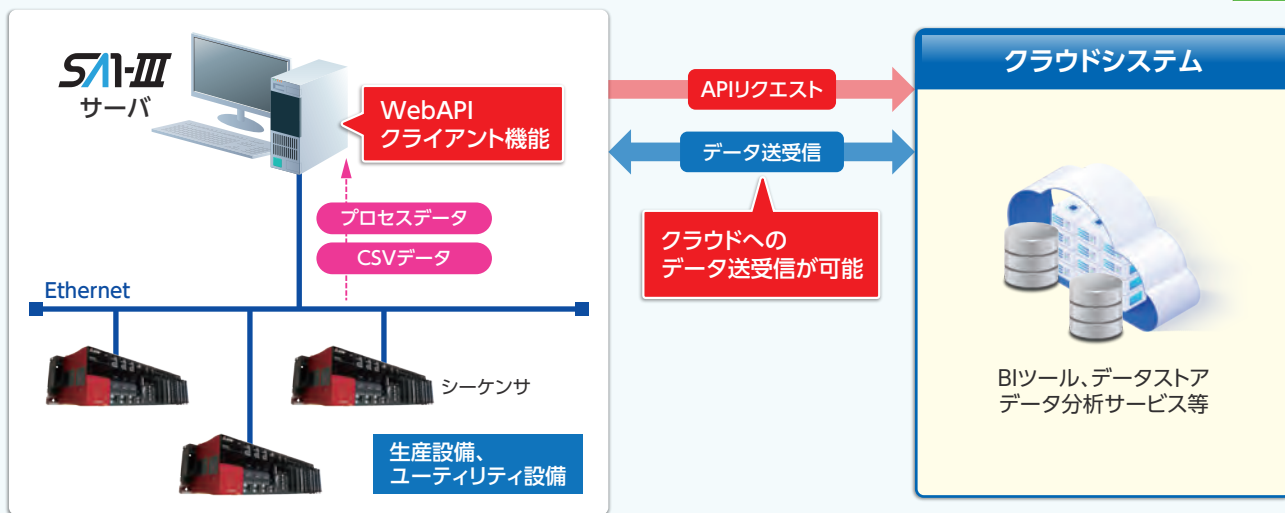 SA1-III
サーバ
WebAPI
クライアント機能
プロセスデータ
CSVデータ
Ethernet
シーケンサ
生産設備、
ユーティリティ設備
APIリクエスト
データ送受信
クラウドへの
データ送受信が可能
クラウドシステム
BIツール、データストア
データ分析サービス等